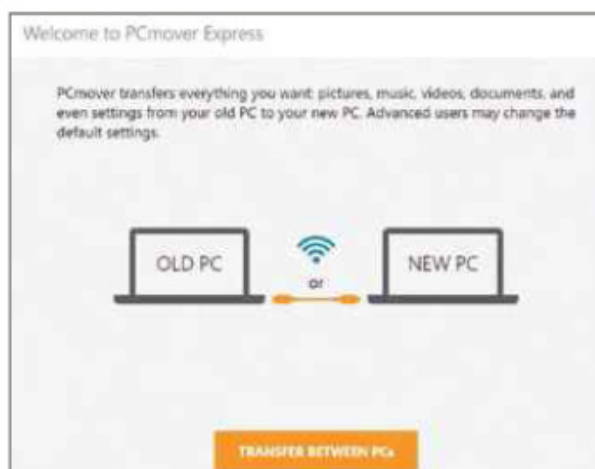 Welcome to PCmover Express
PCmover transfers everything you want: pictures, music, videos, documents, and
even settings from your old PC to your new PC. Advanced users may change the
default settings.
OLD PC
or
NEW PC
TRANSFER BETWEEN PCs